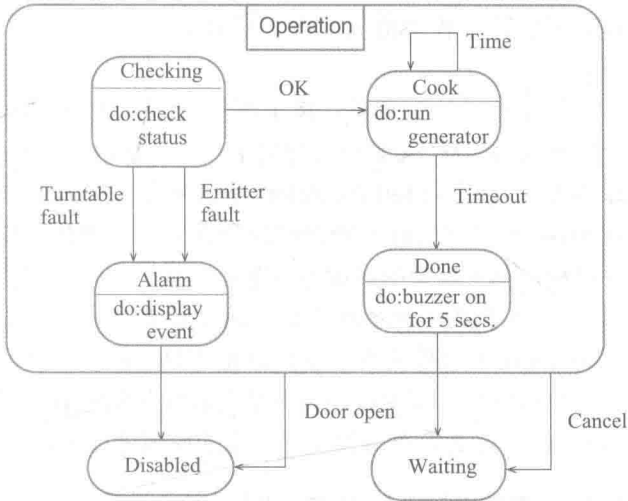 Operation
Time
Checking
do:check
status
OK
Cook
do:run
generator
Turntable
fault
Emitter
fault
Timeout
Alarm
do:display
event
Done
do:buzzer on
for 5 secs.
Door open
Cancel
Disabled
Waiting